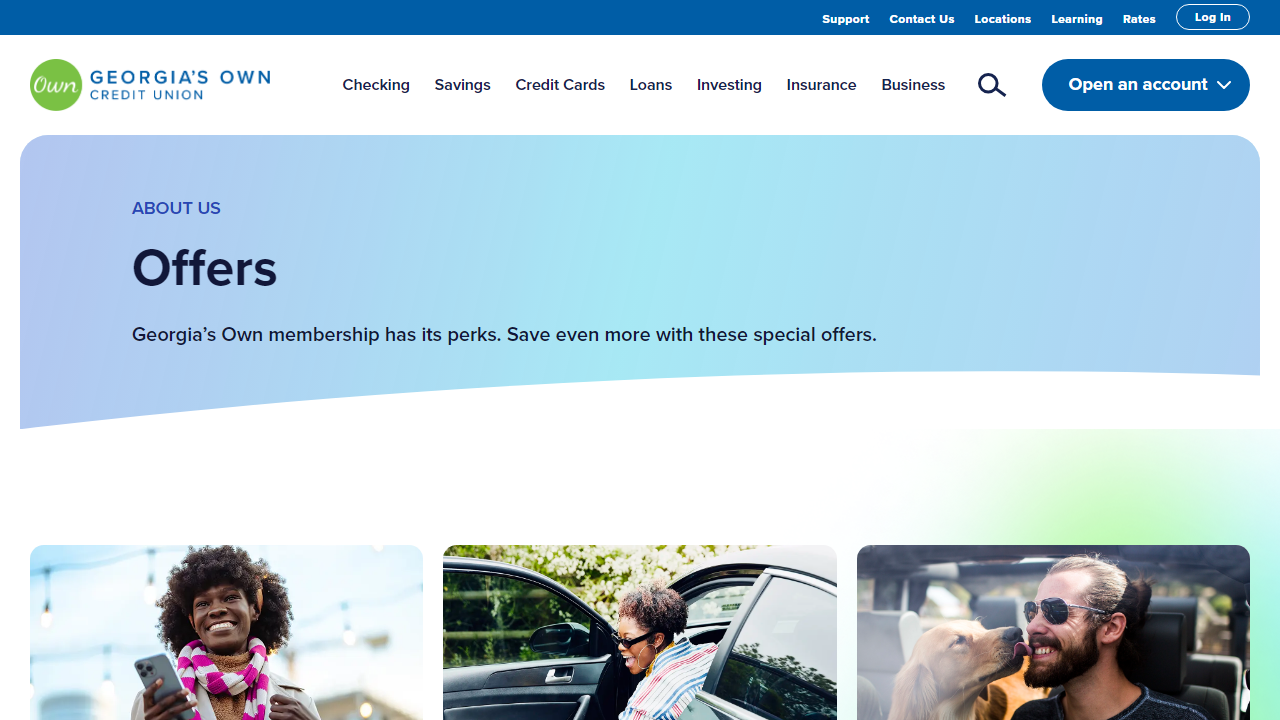 Support Contact Us Locations Learning Rates Log In
Own GEORGIA'S OWN
CREDIT UNION
Checking Savings Credit Cards Loans Investing Insurance Business Open an account
ABOUT US
Offers
Georgia’s Own membership has its perks. Save even more with these special offers.